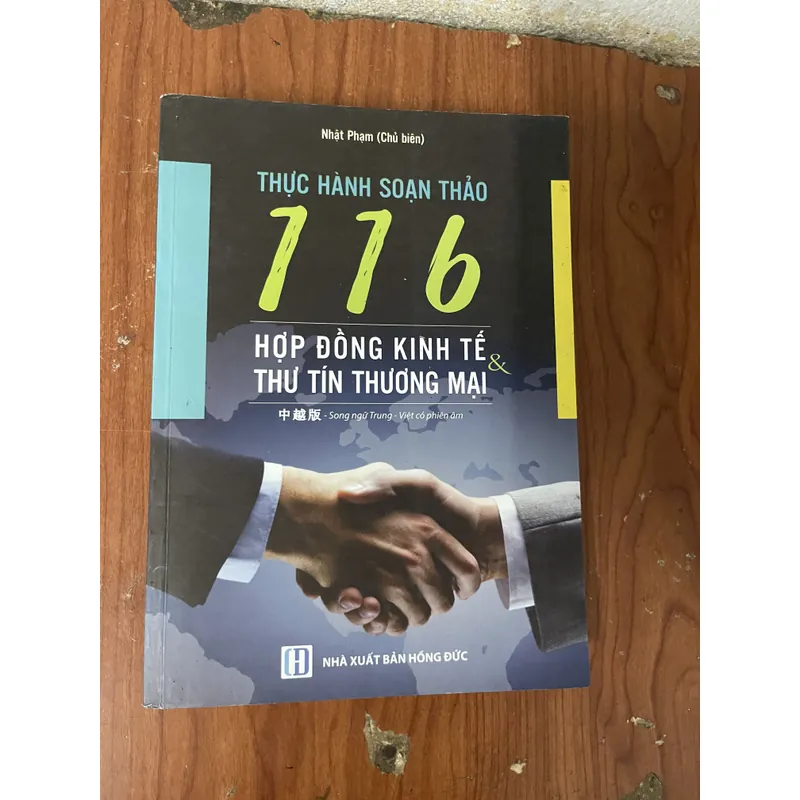 Nhật Phạm (Chủ biên)
THỰC HÀNH SOẠN THẢO
116
HỢP ĐỒNG KINH TẾ &
THƯ TÍN THƯƠNG MẠI
中越版 - Song ngữ Trung - Việt có phiên âm
H NHÀ XUẤT BẢN HỒNG ĐỨC